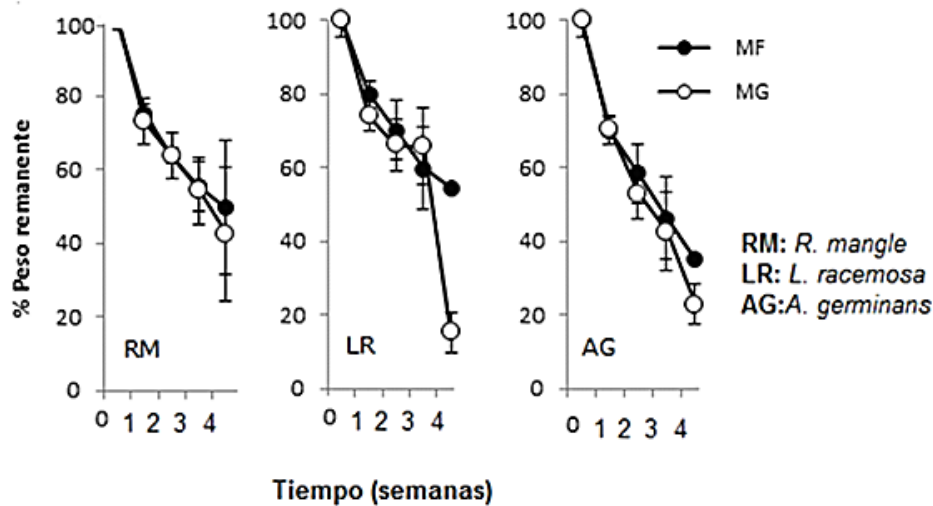 % Peso remanente
100
80
60
40
20
0
RM
0 1 2 3 4
100
80
60
40
20
0
LR
0 1 2 3 4
100
80
60
40
20
0
AG
0 1 2 3 4
MF
MG
RM: R. mangle
LR: L. racemosa
AG:A. germinans
Tiempo (semanas)